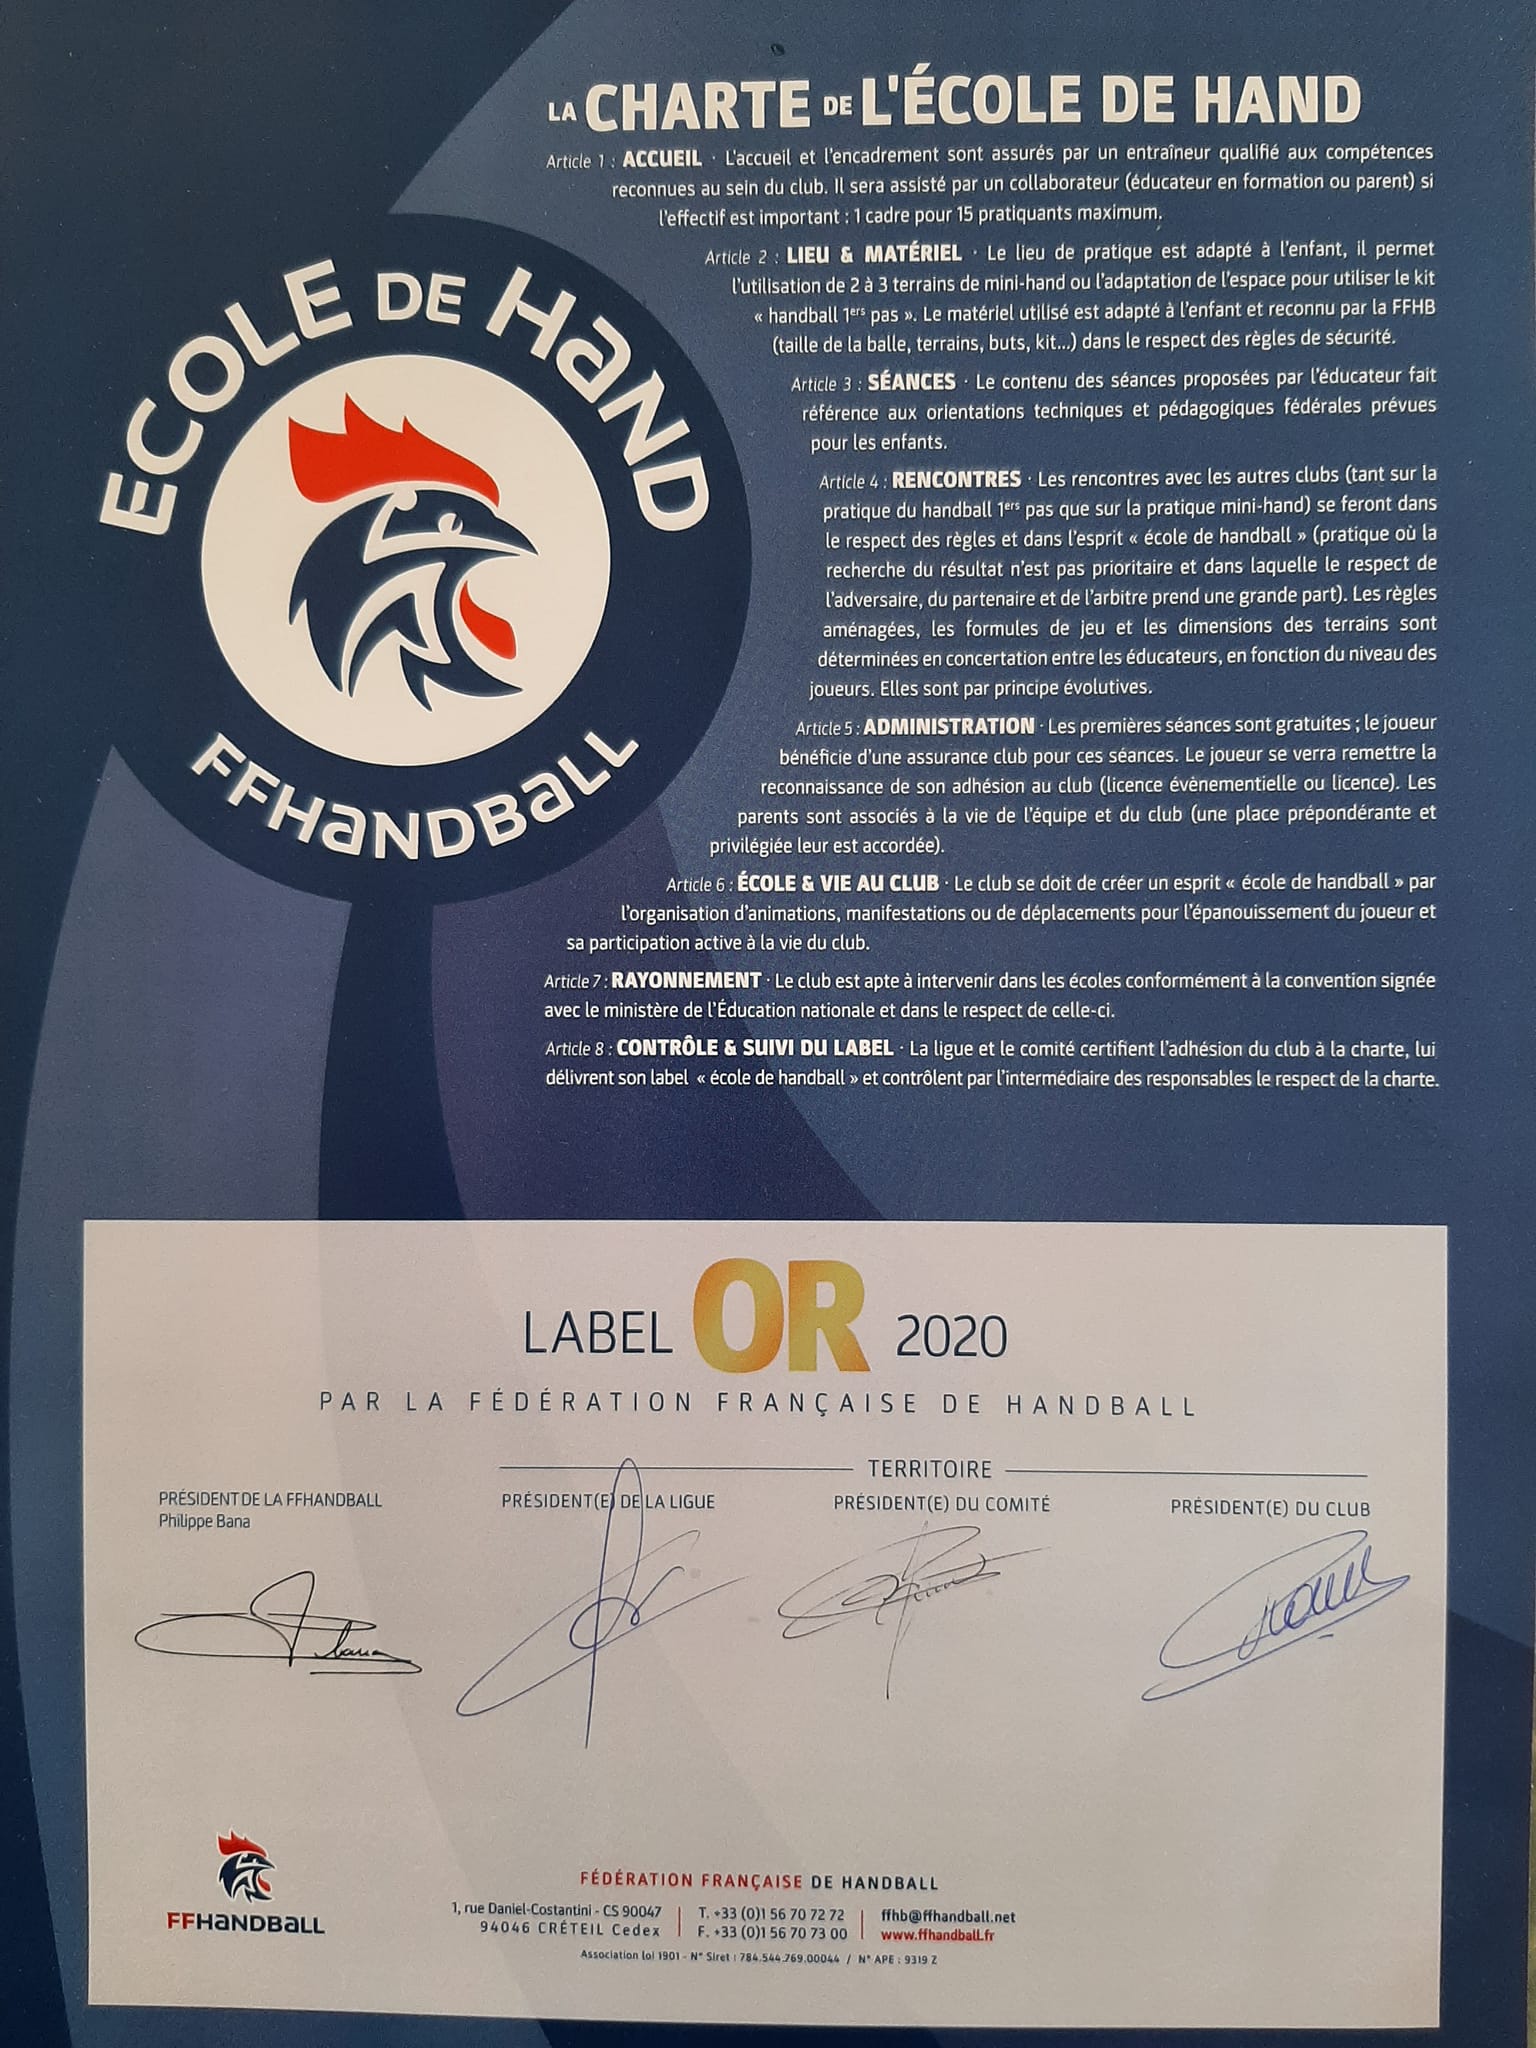 LA CHARTE DE L'ÉCOLE DE HAND
Article 1 : ACCUEIL · L'accueil et l'encadrement sont assurés par un entraîneur qualifié aux compétences
reconnues au sein du club. Il sera assisté par un collaborateur (éducateur en formation ou parent) si
l'effectif est important : 1 cadre pour 15 pratiquants maximum.
Article 2 : LIEU & MATÉRIEL · Le lieu de pratique est adapté à l'enfant, il permet
l'utilisation de 2 à 3 terrains de mini-hand ou l'adaptation de l'espace pour utiliser le kit
« handball 1ers pas ». Le matériel utilisé est adapté à l'enfant et reconnu par la FFHB
(taille de la balle, terrains, buts, kit...) dans le respect des règles de sécurité.
Article 3 : SÉANCES · Le contenu des séances proposées par l'éducateur fait
référence aux orientations techniques et pédagogiques fédérales prévues
pour les enfants.
Article 4 : RENCONTRES · Les rencontres avec les autres clubs (tant sur la
pratique du handball 1ers pas que sur la pratique mini-hand) se feront dans
le respect des règles et dans l'esprit « école de handball » (pratique où la
recherche du résultat n'est pas prioritaire et dans laquelle le respect de
l'adversaire, du partenaire et de l'arbitre prend une grande part). Les règles
aménagées, les formules de jeu et les dimensions des terrains sont
déterminées en concertation entre les éducateurs, en fonction du niveau des
joueurs. Elles sont par principe évolutives.
Article 5 : ADMINISTRATION · Les premières séances sont gratuites ; le joueur
bénéficie d'une assurance club pour ces séances. Le joueur se verra remettre la
reconnaissance de son adhésion au club (licence évènementielle ou licence). Les
parents sont associés à la vie de l'équipe et du club (une place prépondérante et
privilégiée leur est accordée).
Article 6 : ÉCOLE & VIE AU CLUB · Le club se doit de créer un esprit « école de handball » par
l'organisation d'animations, manifestations ou de déplacements pour l'épanouissement du joueur et
sa participation active à la vie du club.
Article 7 : RAYONNEMENT · Le club est apte à intervenir dans les écoles conformément à la convention signée
avec le ministère de l'Éducation nationale et dans le respect de celle-ci.
Article 8 : CONTRÔLE & SUIVI DU LABEL · La ligue et le comité certifient l'adhésion du club à la charte, lui
délivrent son label « école de handball » et contrôlent par l'intermédiaire des responsables le respect de la charte.
ECOLE DE HAND
FFHANDBALL
LABEL OR 2020
PAR LA FÉDÉRATION FRANÇAISE DE HANDBALL
TERRITOIRE
PRÉSIDENT DE LA FFHANDBALL
Philippe Bana
PRÉSIDENT(E) DE LA LIGUE
PRÉSIDENT(E) DU COMITÉ
PRÉSIDENT(E) DU CLUB
FFHANDBALL
FÉDÉRATION FRANÇAISE DE HANDBALL
1, rue Daniel-Costantini - CS 90047
94046 CRÉTEIL Cedex
T. +33 (0)1 56 70 72 72
F. +33 (0)1 56 70 73 00
ffhb@ffhandball.net
www.ffhandball.fr
Association loi 1901 - N° Siret : 784.544.769.00044 / N° APE : 9319 Z